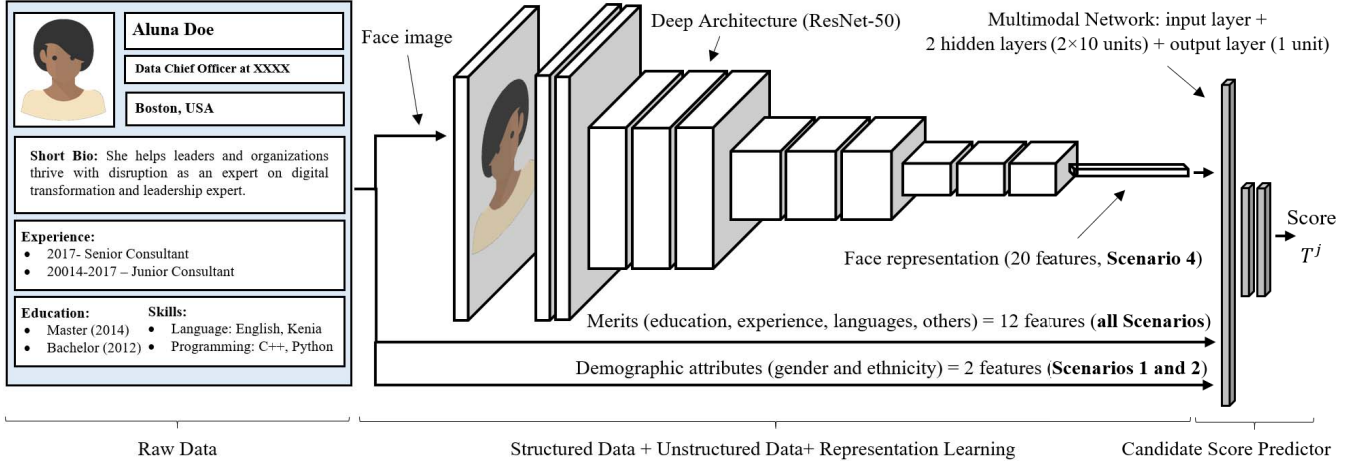 Aluna Doe
Data Chief Officer at XXXX
Boston, USA
Short Bio: She helps leaders and organizations
thrive with disruption as an expert on digital
transformation and leadership expert.
Experience:
• 2017- Senior Consultant
• 20014-2017 – Junior Consultant
Education:
• Master (2014)
• Bachelor (2012)
Skills:
• Language: English, Kenia
• Programming: C++, Python
Raw Data
Face image
Deep Architecture (ResNet-50)
Multimodal Network: input layer +
2 hidden layers (2×10 units) + output layer (1 unit)
Face representation (20 features, Scenario 4)
Merits (education, experience, languages, others) = 12 features (all Scenarios)
Demographic attributes (gender and ethnicity) = 2 features (Scenarios 1 and 2)
Score
T^j
Structured Data + Unstructured Data+ Representation Learning
Candidate Score Predictor